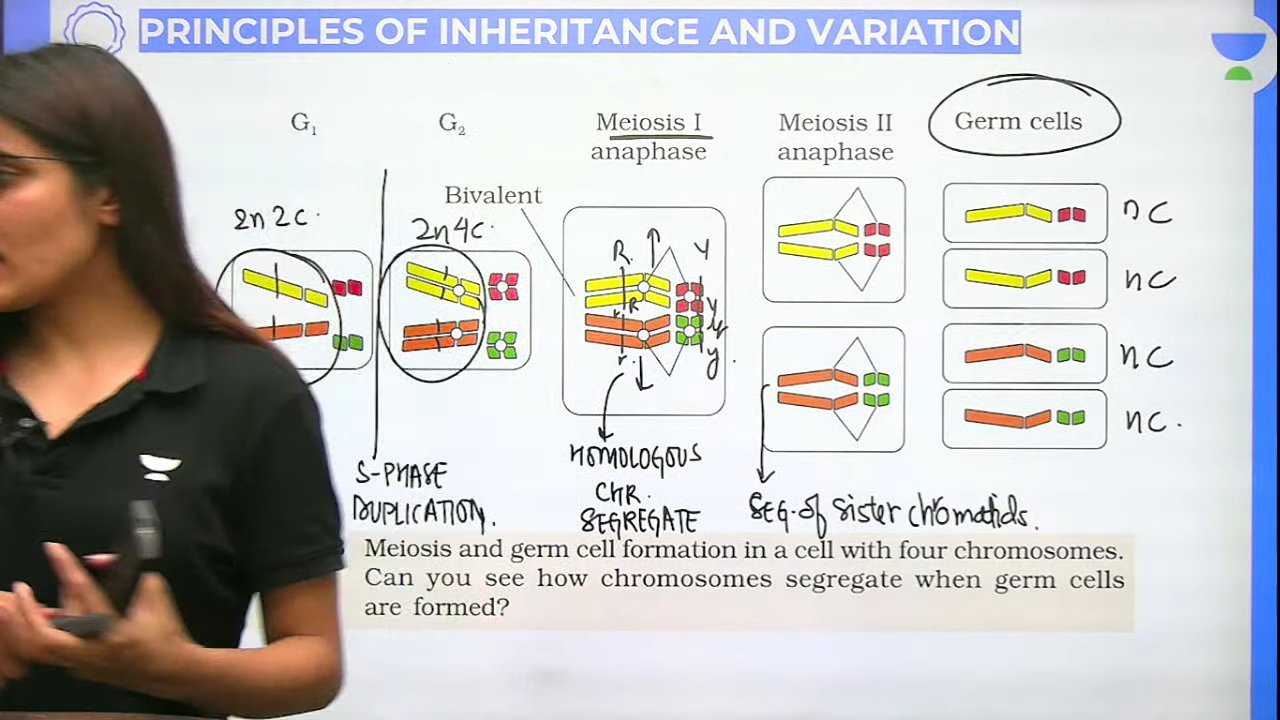 PRINCIPLES OF INHERITANCE AND VARIATION
G₁
G₂
Meiosis I
anaphase
Meiosis II
anaphase
Germ cells
Bivalent
2n 2c.
2n 4c.
R
R
r
r
Y
Y
y
y.
nc
nc
nc
nc.
S-PHASE
DUPLICATION.
HOMOLOGOUS
CHR.
SEGREGATE
SEG. of sister chromatids.
Meiosis and germ cell formation in a cell with four chromosomes.
Can you see how chromosomes segregate when germ cells
are formed?